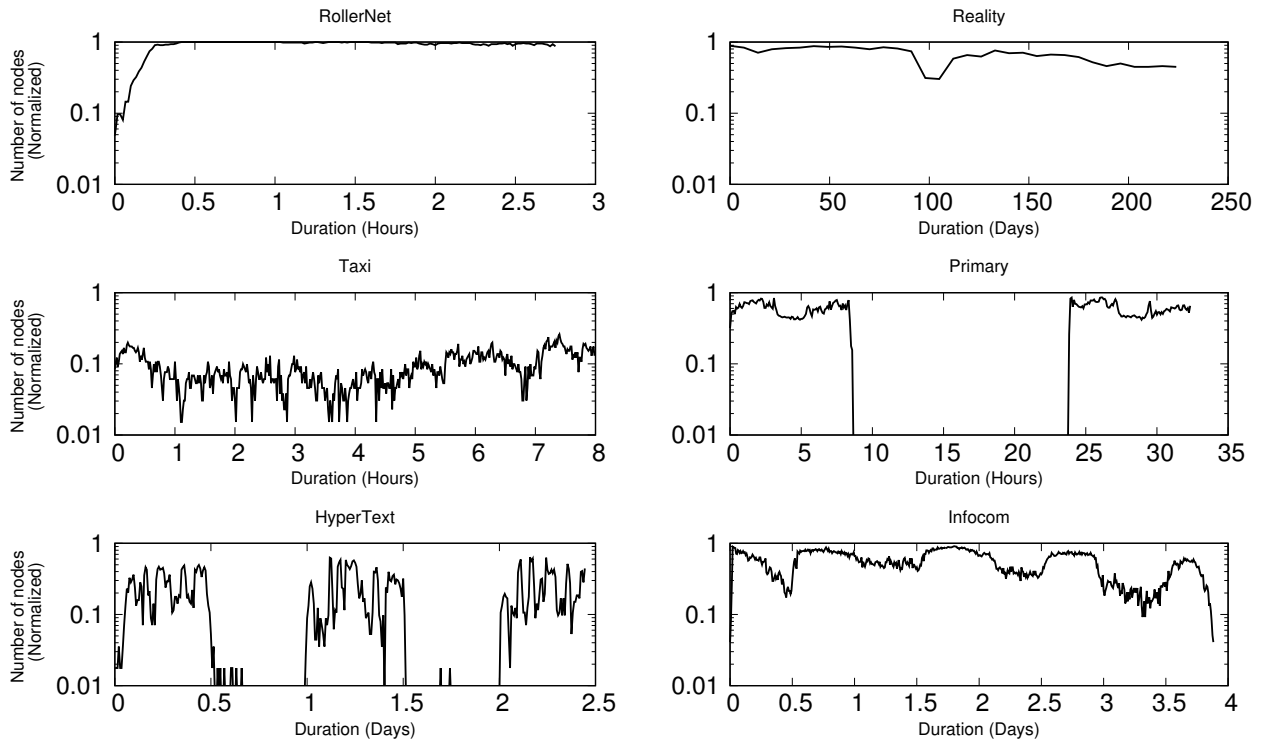 RollerNet
Number of nodes
(Normalized)
1
0.1
0.01
0 0.5 1 1.5 2 2.5 3
Duration (Hours)
Reality
1
0.1
0.01
0 50 100 150 200 250
Duration (Days)
Taxi
Number of nodes
(Normalized)
1
0.1
0.01
0 1 2 3 4 5 6 7 8
Duration (Hours)
Primary
1
0.1
0.01
0 5 10 15 20 25 30 35
Duration (Hours)
HyperText
Number of nodes
(Normalized)
1
0.1
0.01
0 0.5 1 1.5 2 2.5
Duration (Days)
Infocom
1
0.1
0.01
0 0.5 1 1.5 2 2.5 3 3.5 4
Duration (Days)